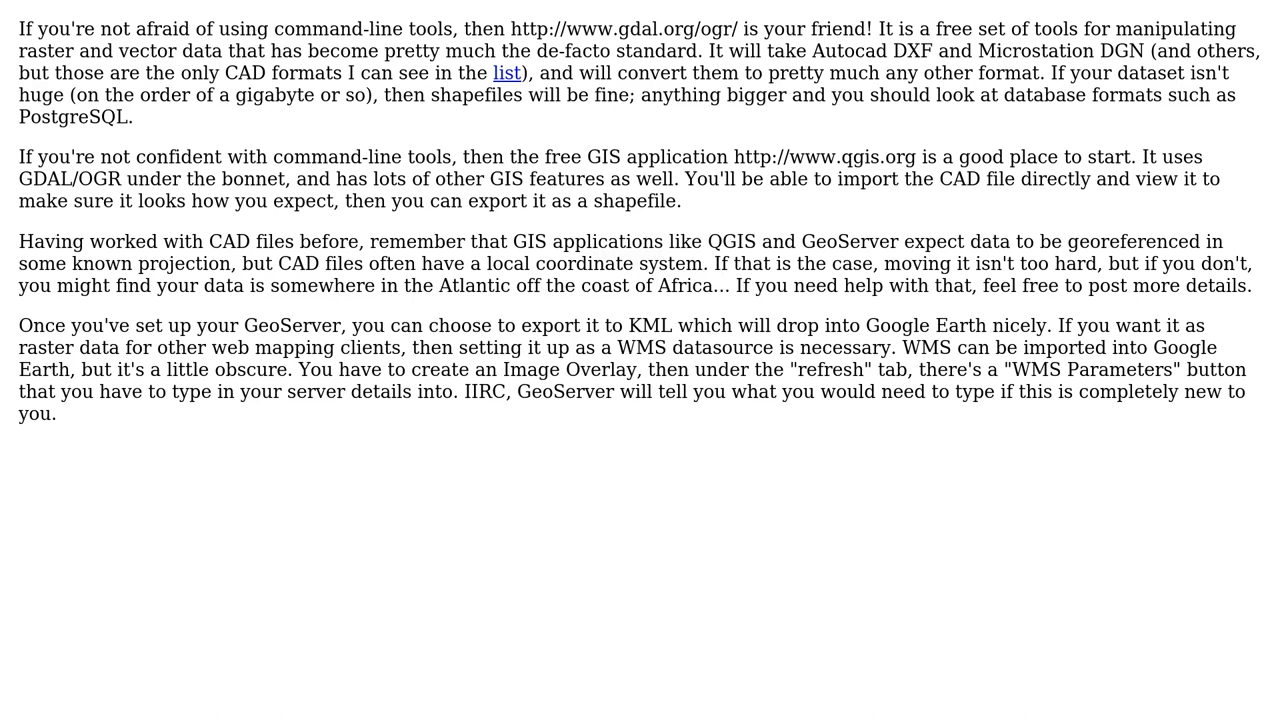 If you're not afraid of using command-line tools, then http://www.gdal.org/ogr/ is your friend! It is a free set of tools for manipulating
raster and vector data that has become pretty much the de-facto standard. It will take Autocad DXF and Microstation DGN (and others,
but those are the only CAD formats I can see in the list), and will convert them to pretty much any other format. If your dataset isn't
huge (on the order of a gigabyte or so), then shapefiles will be fine; anything bigger and you should look at database formats such as
PostgreSQL.
If you're not confident with command-line tools, then the free GIS application http://www.qgis.org is a good place to start. It uses
GDAL/OGR under the bonnet, and has lots of other GIS features as well. You'll be able to import the CAD file directly and view it to
make sure it looks how you expect, then you can export it as a shapefile.
Having worked with CAD files before, remember that GIS applications like QGIS and GeoServer expect data to be georeferenced in
some known projection, but CAD files often have a local coordinate system. If that is the case, moving it isn't too hard, but if you don't,
you might find your data is somewhere in the Atlantic off the coast of Africa... If you need help with that, feel free to post more details.
Once you've set up your GeoServer, you can choose to export it to KML which will drop into Google Earth nicely. If you want it as
raster data for other web mapping clients, then setting it up as a WMS datasource is necessary. WMS can be imported into Google
Earth, but it's a little obscure. You have to create an Image Overlay, then under the "refresh" tab, there's a "WMS Parameters" button
that you have to type in your server details into. IIRC, GeoServer will tell you what you would need to type if this is completely new to
you.